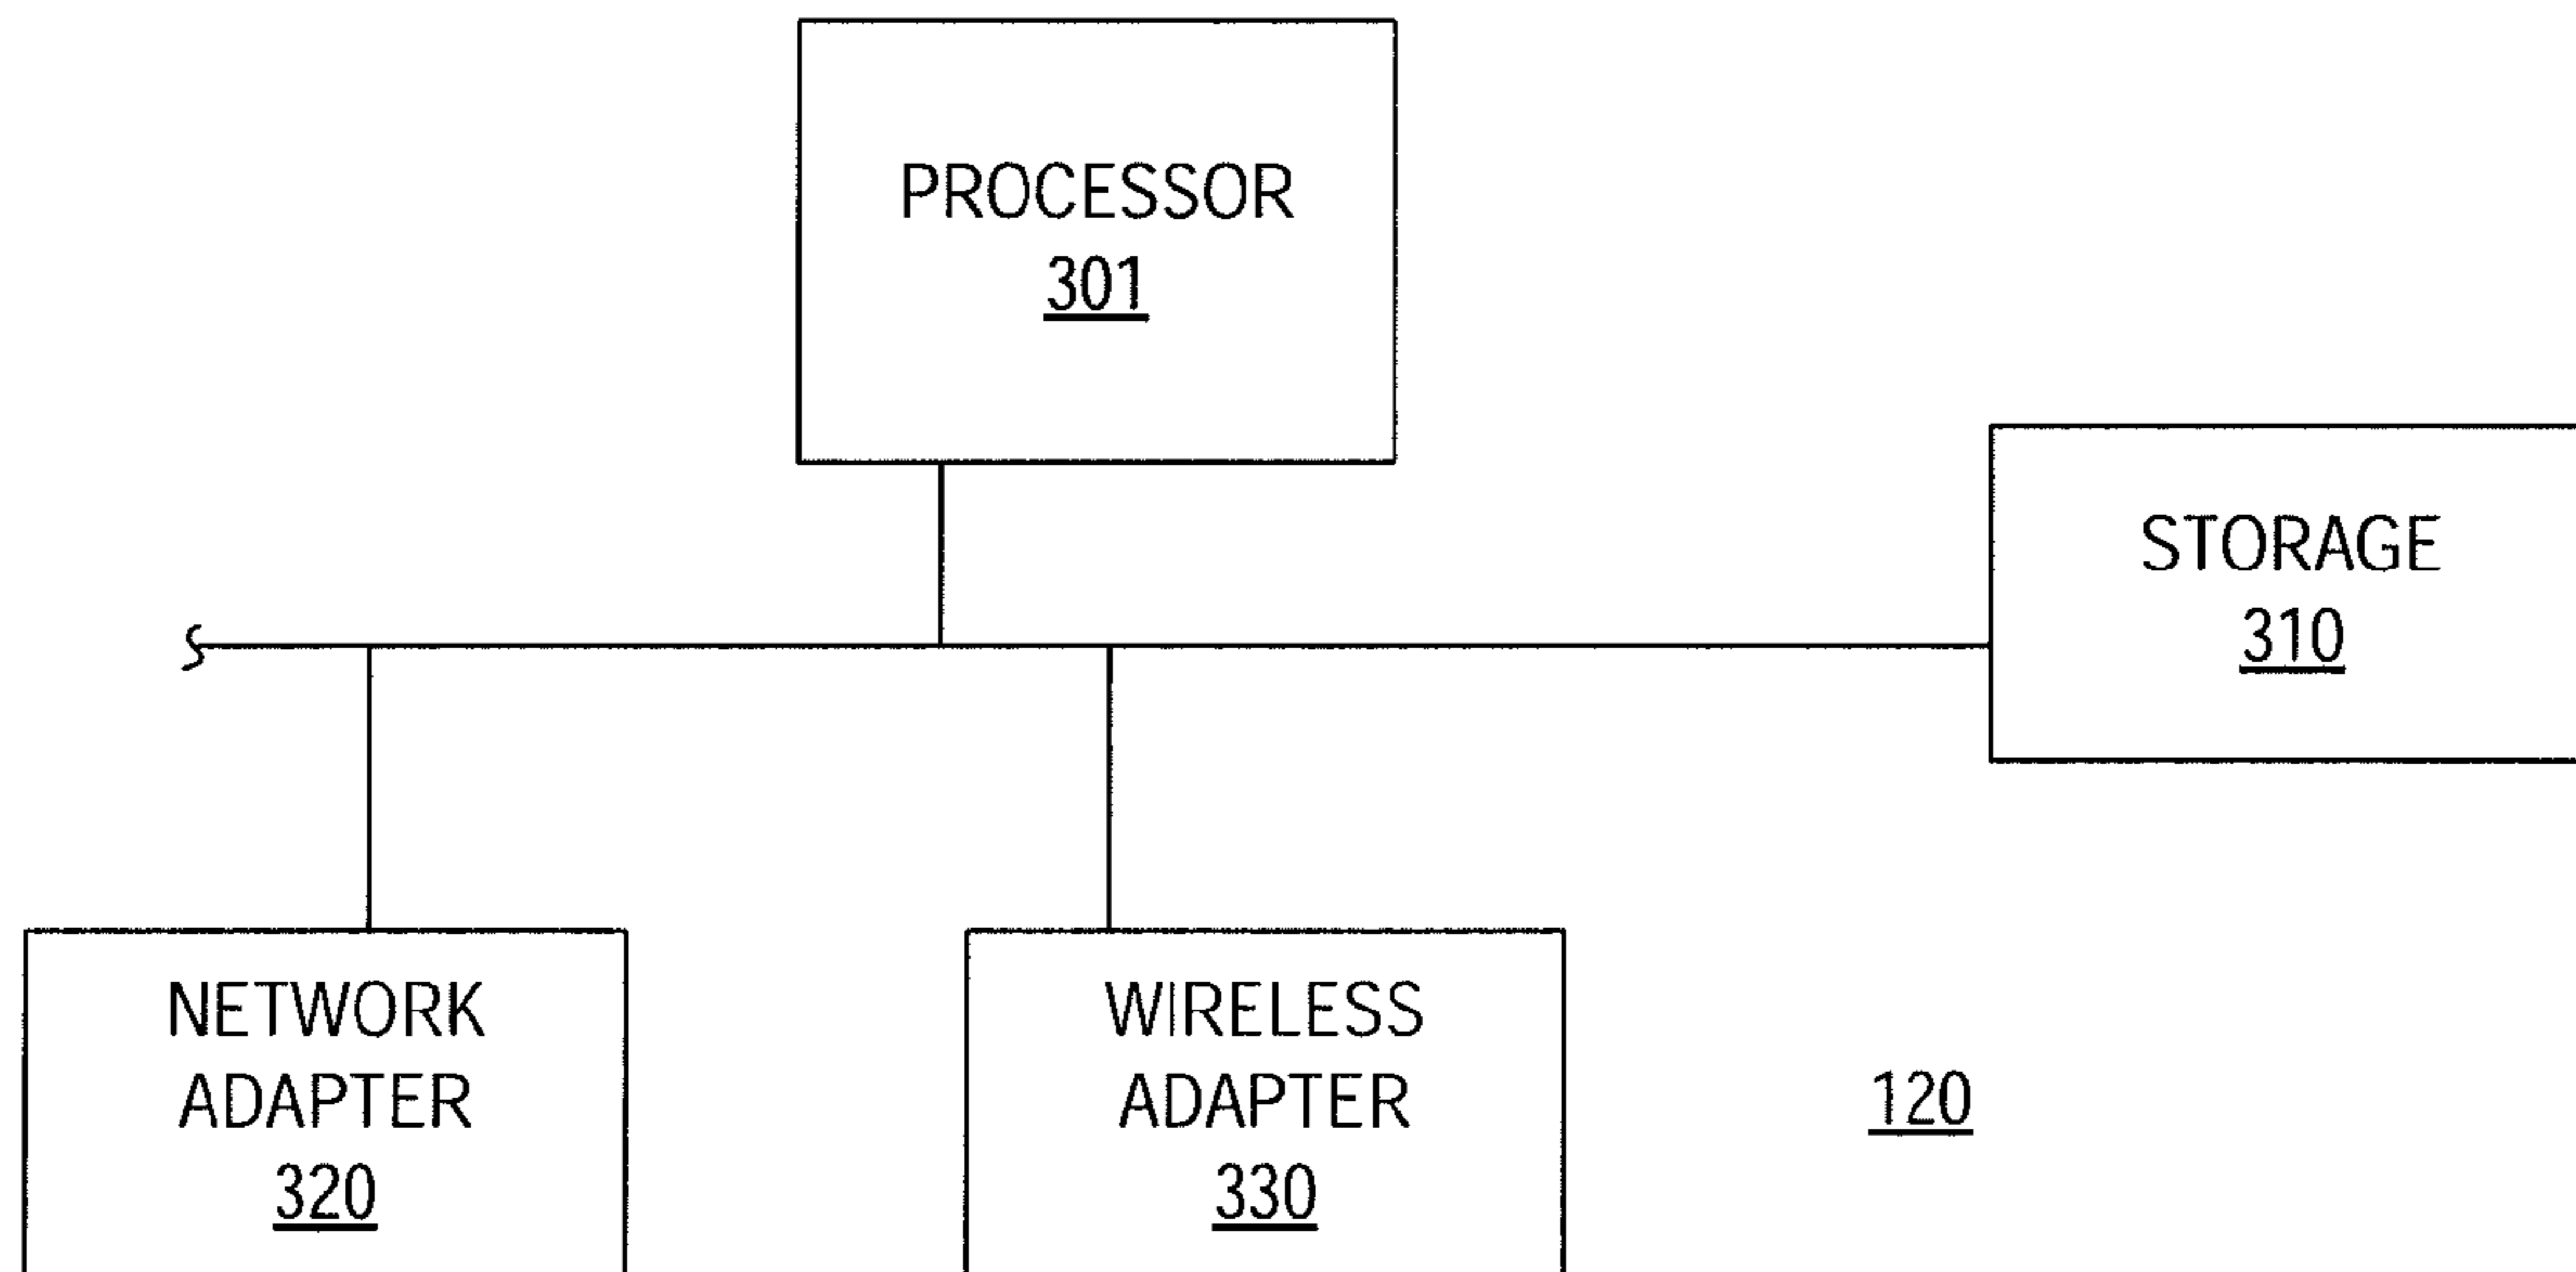 PROCESSOR
301
STORAGE
310
NETWORK
ADAPTER
320
WIRELESS
ADAPTER
330
120